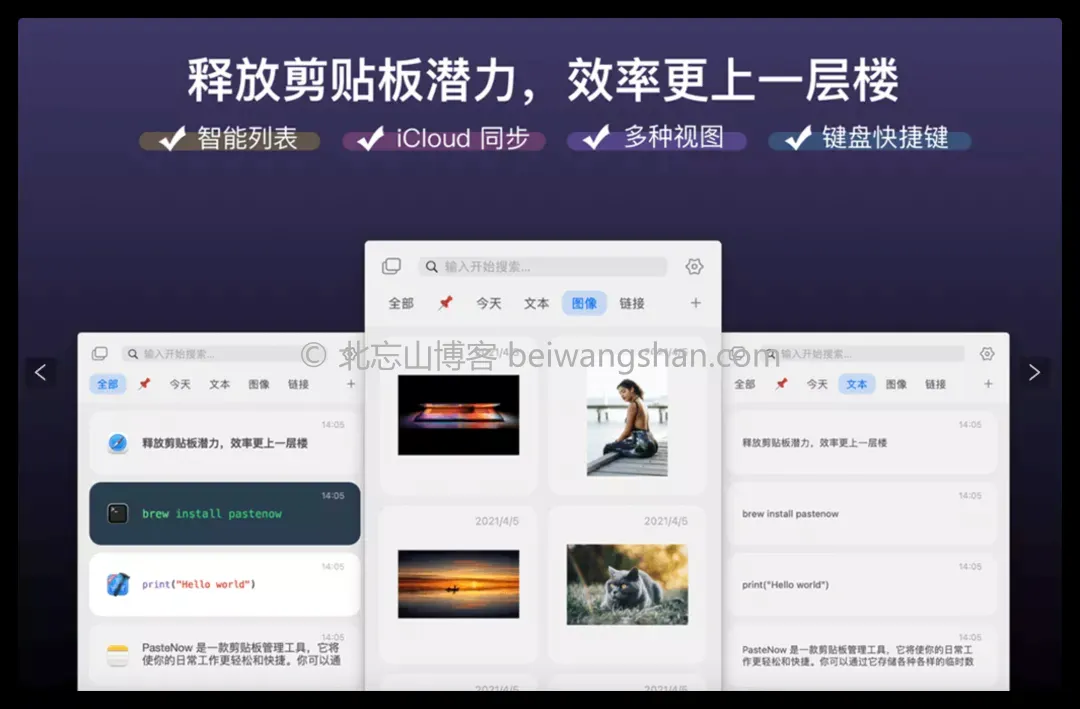 释放剪贴板潜力，效率更上一层楼
智能列表
iCloud 同步
多种视图
键盘快捷键
输入开始搜索...
全部 今天 文本 图像 链接 +
2021/4/5 2021/4/5
2021/4/5 2021/4/5
© 北忘山博客 beiwangshan.com
输入开始搜索...
全部 今天 文本 图像 链接 +
14:05
释放剪贴板潜力，效率更上一层楼
14:05
brew install pastenow
14:05
print("Hello world")
14:05
PasteNow 是一款剪贴板管理工具，它将
使你的日常工作更轻松和快捷。你可以通
输入开始搜索...
全部 今天 文本 图像 链接 +
14:05
释放剪贴板潜力，效率更上一层楼
14:05
brew install pastenow
14:05
print("Hello world")
14:05
PasteNow 是一款剪贴板管理工具，它将使你的日常工
作更轻松和快捷。你可以通过它存储各种各样的临时数